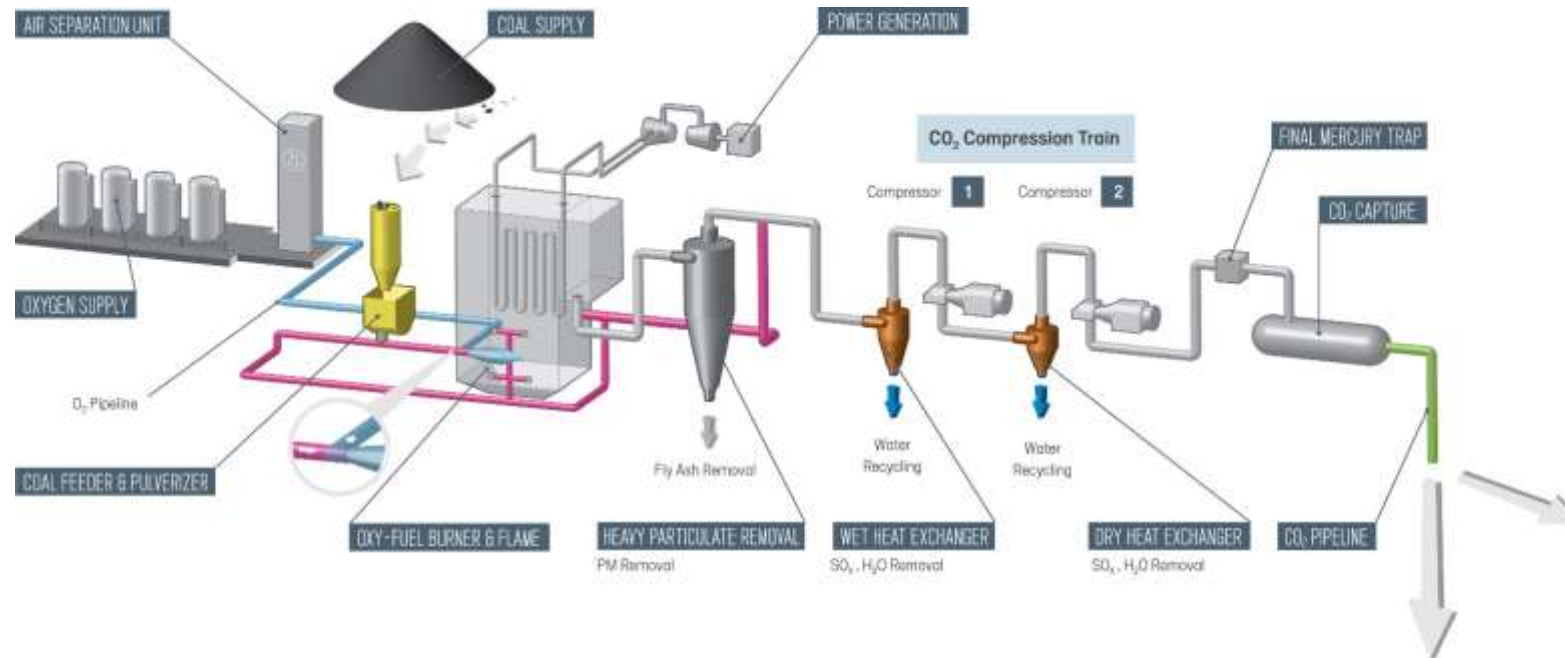 AIR SEPARATION UNIT
COAL SUPPLY
POWER GENERATION
CO₂ Compression Train
Compressor 1
Compressor 2
FINAL MERCURY TRAP
CO₂ CAPTURE
OXYGEN SUPPLY
O₂ Pipeline
COAL FEEDER & PULVERIZER
Fly Ash Removal
Water
Recycling
Water
Recycling
OXY-FUEL BURNER & FLAME
HEAVY PARTICULATE REMOVAL
PM Removal
WET HEAT EXCHANGER
SOₓ, H₂O Removal
DRY HEAT EXCHANGER
SOₓ, H₂O Removal
CO₂ PIPELINE